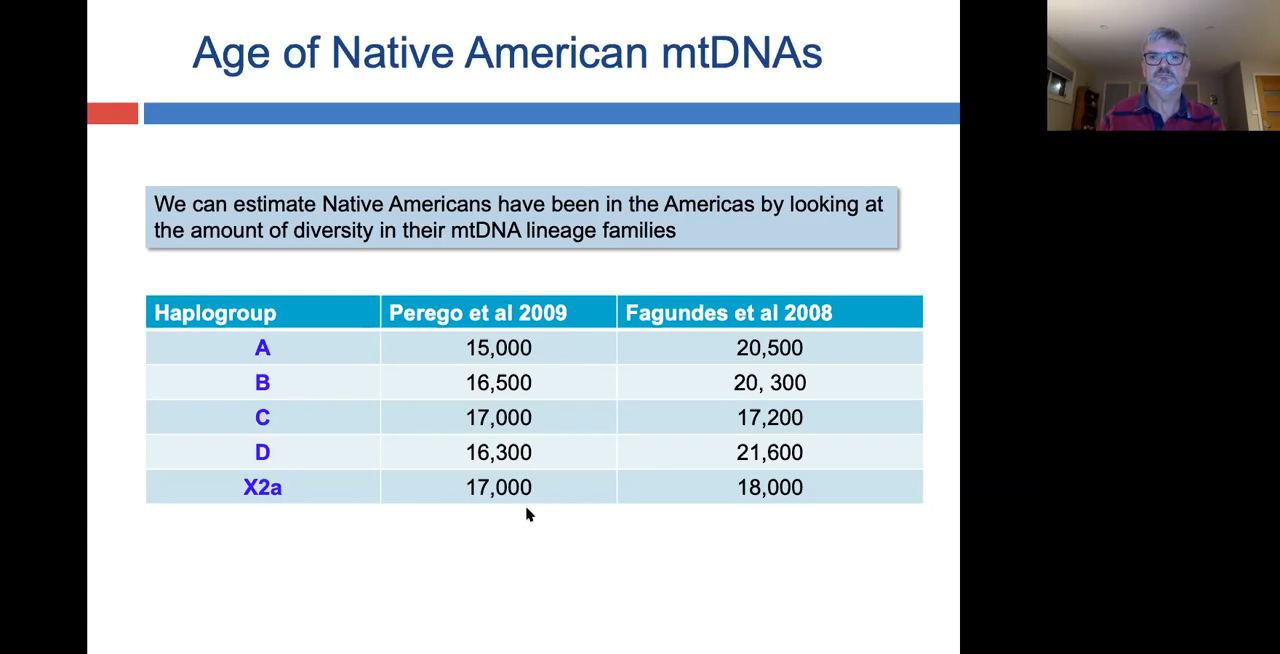 Age of Native American mtDNAs
We can estimate Native Americans have been in the Americas by looking at
the amount of diversity in their mtDNA lineage families
Haplogroup Perego et al 2009 Fagundes et al 2008
A 15,000 20,500
B 16,500 20, 300
C 17,000 17,200
D 16,300 21,600
X2a 17,000 18,000